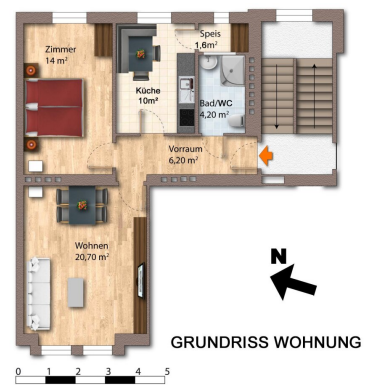 Zimmer
14 m²
Speis
1,6m²
Küche
10m²
Bad/WC
4,20 m²
Vorraum
6,20 m²
Wohnen
20,70 m²
N
GRUNDRISS WOHNUNG
0 1 2 3 4 5